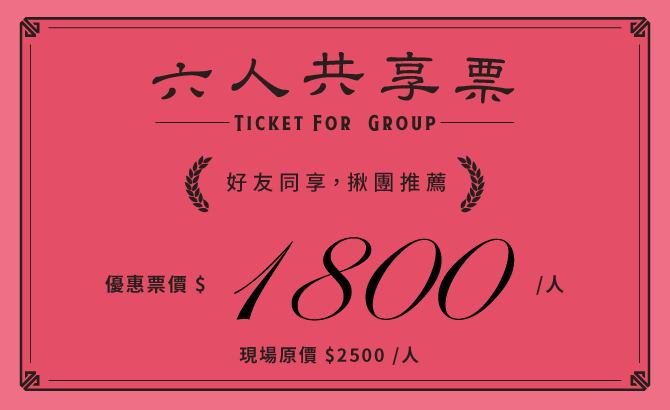 六人共享票
TICKET FOR GROUP
好友同享，揪團推薦
優惠票價 $ 1800 /人
現場原價 $2500 /人